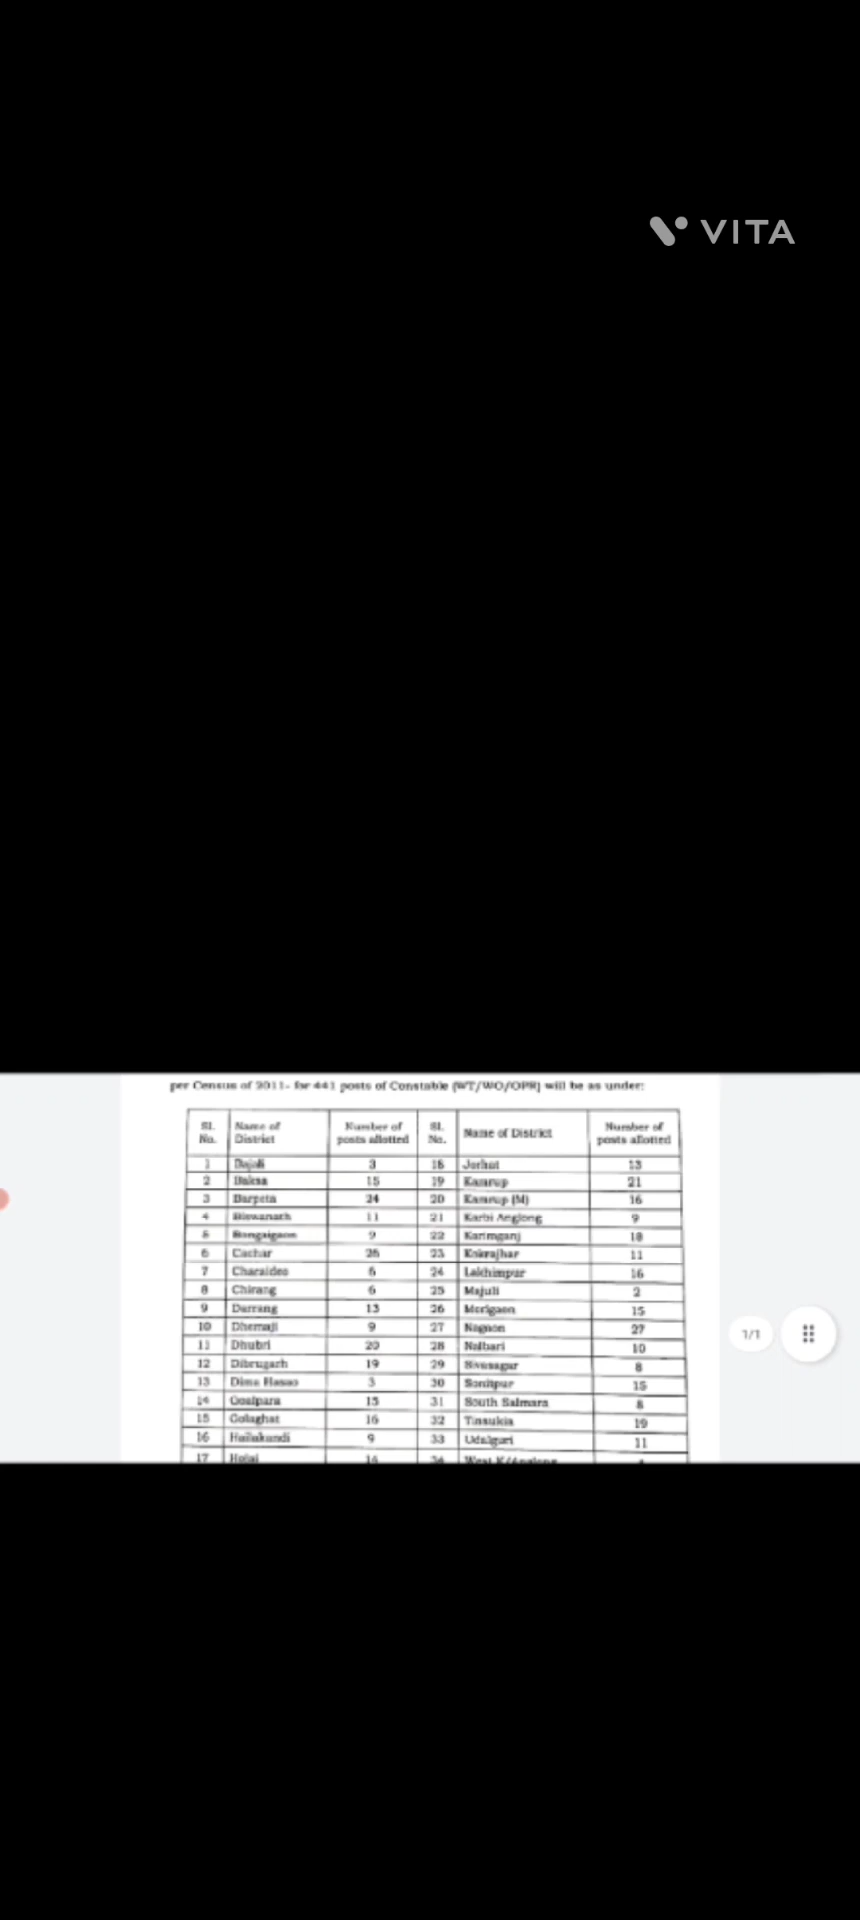 VITA
per Census of 2011- for 441 posts of Constable (WT/WO/OPR) will be as under:
Sl. No. Name of District Number of posts allotted Sl. No. Name of District Number of posts allotted
1 Bajali 3 18 Jorhat 13
2 Baksa 15 19 Kamrup 21
3 Barpeta 24 20 Kamrup (M) 16
4 Biswanath 11 21 Karbi Anglong 9
5 Bongaigaon 9 22 Karimganj 18
6 Cachar 26 23 Kokrajhar 11
7 Charaideo 6 24 Lakhimpur 16
8 Chirang 6 25 Majuli 2
9 Darrang 13 26 Morigaon 15
10 Dhemaji 9 27 Nagaon 27
11 Dhubri 20 28 Nalbari 10
12 Dibrugarh 19 29 Sivasagar 8
13 Dima Hasao 3 30 Sonitpur 15
14 Goalpara 15 31 South Salmara 8
15 Golaghat 16 32 Tinsukia 19
16 Hailakandi 9 33 Udalguri 11
17 Hojai 34 West K/Anglong
1/1